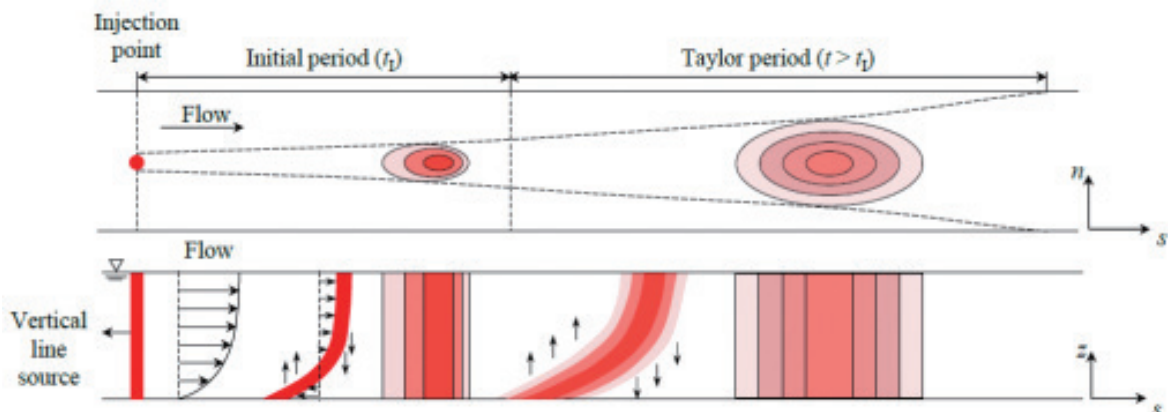 Injection
point
Initial period (t_I)
Taylor period (t > t_I)
Flow
n
s
Flow
Vertical
line
source
z
s